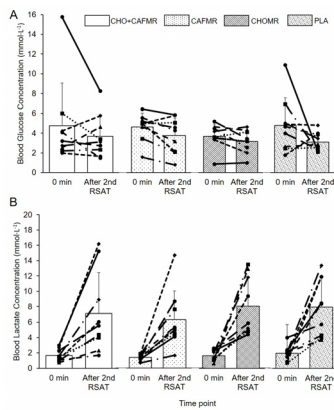 A
CHO+CAFMR CAFMR CHOMR PLA
Blood Glucose Concentration (mmol·L-1)
18
16
14
12
10
8
6
4
2
0
0 min After 2nd 0 min After 2nd 0 min After 2nd 0 min After 2nd
RSAT RSAT RSAT RSAT
B
Blood Lactate Concentration (mmol·L-1)
20
18
16
14
12
10
8
6
4
2
0
0 min After 2nd 0 min After 2nd 0 min After 2nd 0 min After 2nd
RSAT RSAT RSAT RSAT
Time point